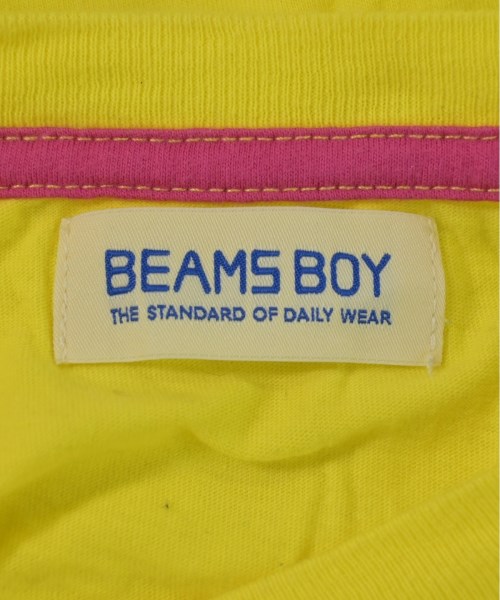 BEAMS BOY
THE STANDARD OF DAILY WEAR